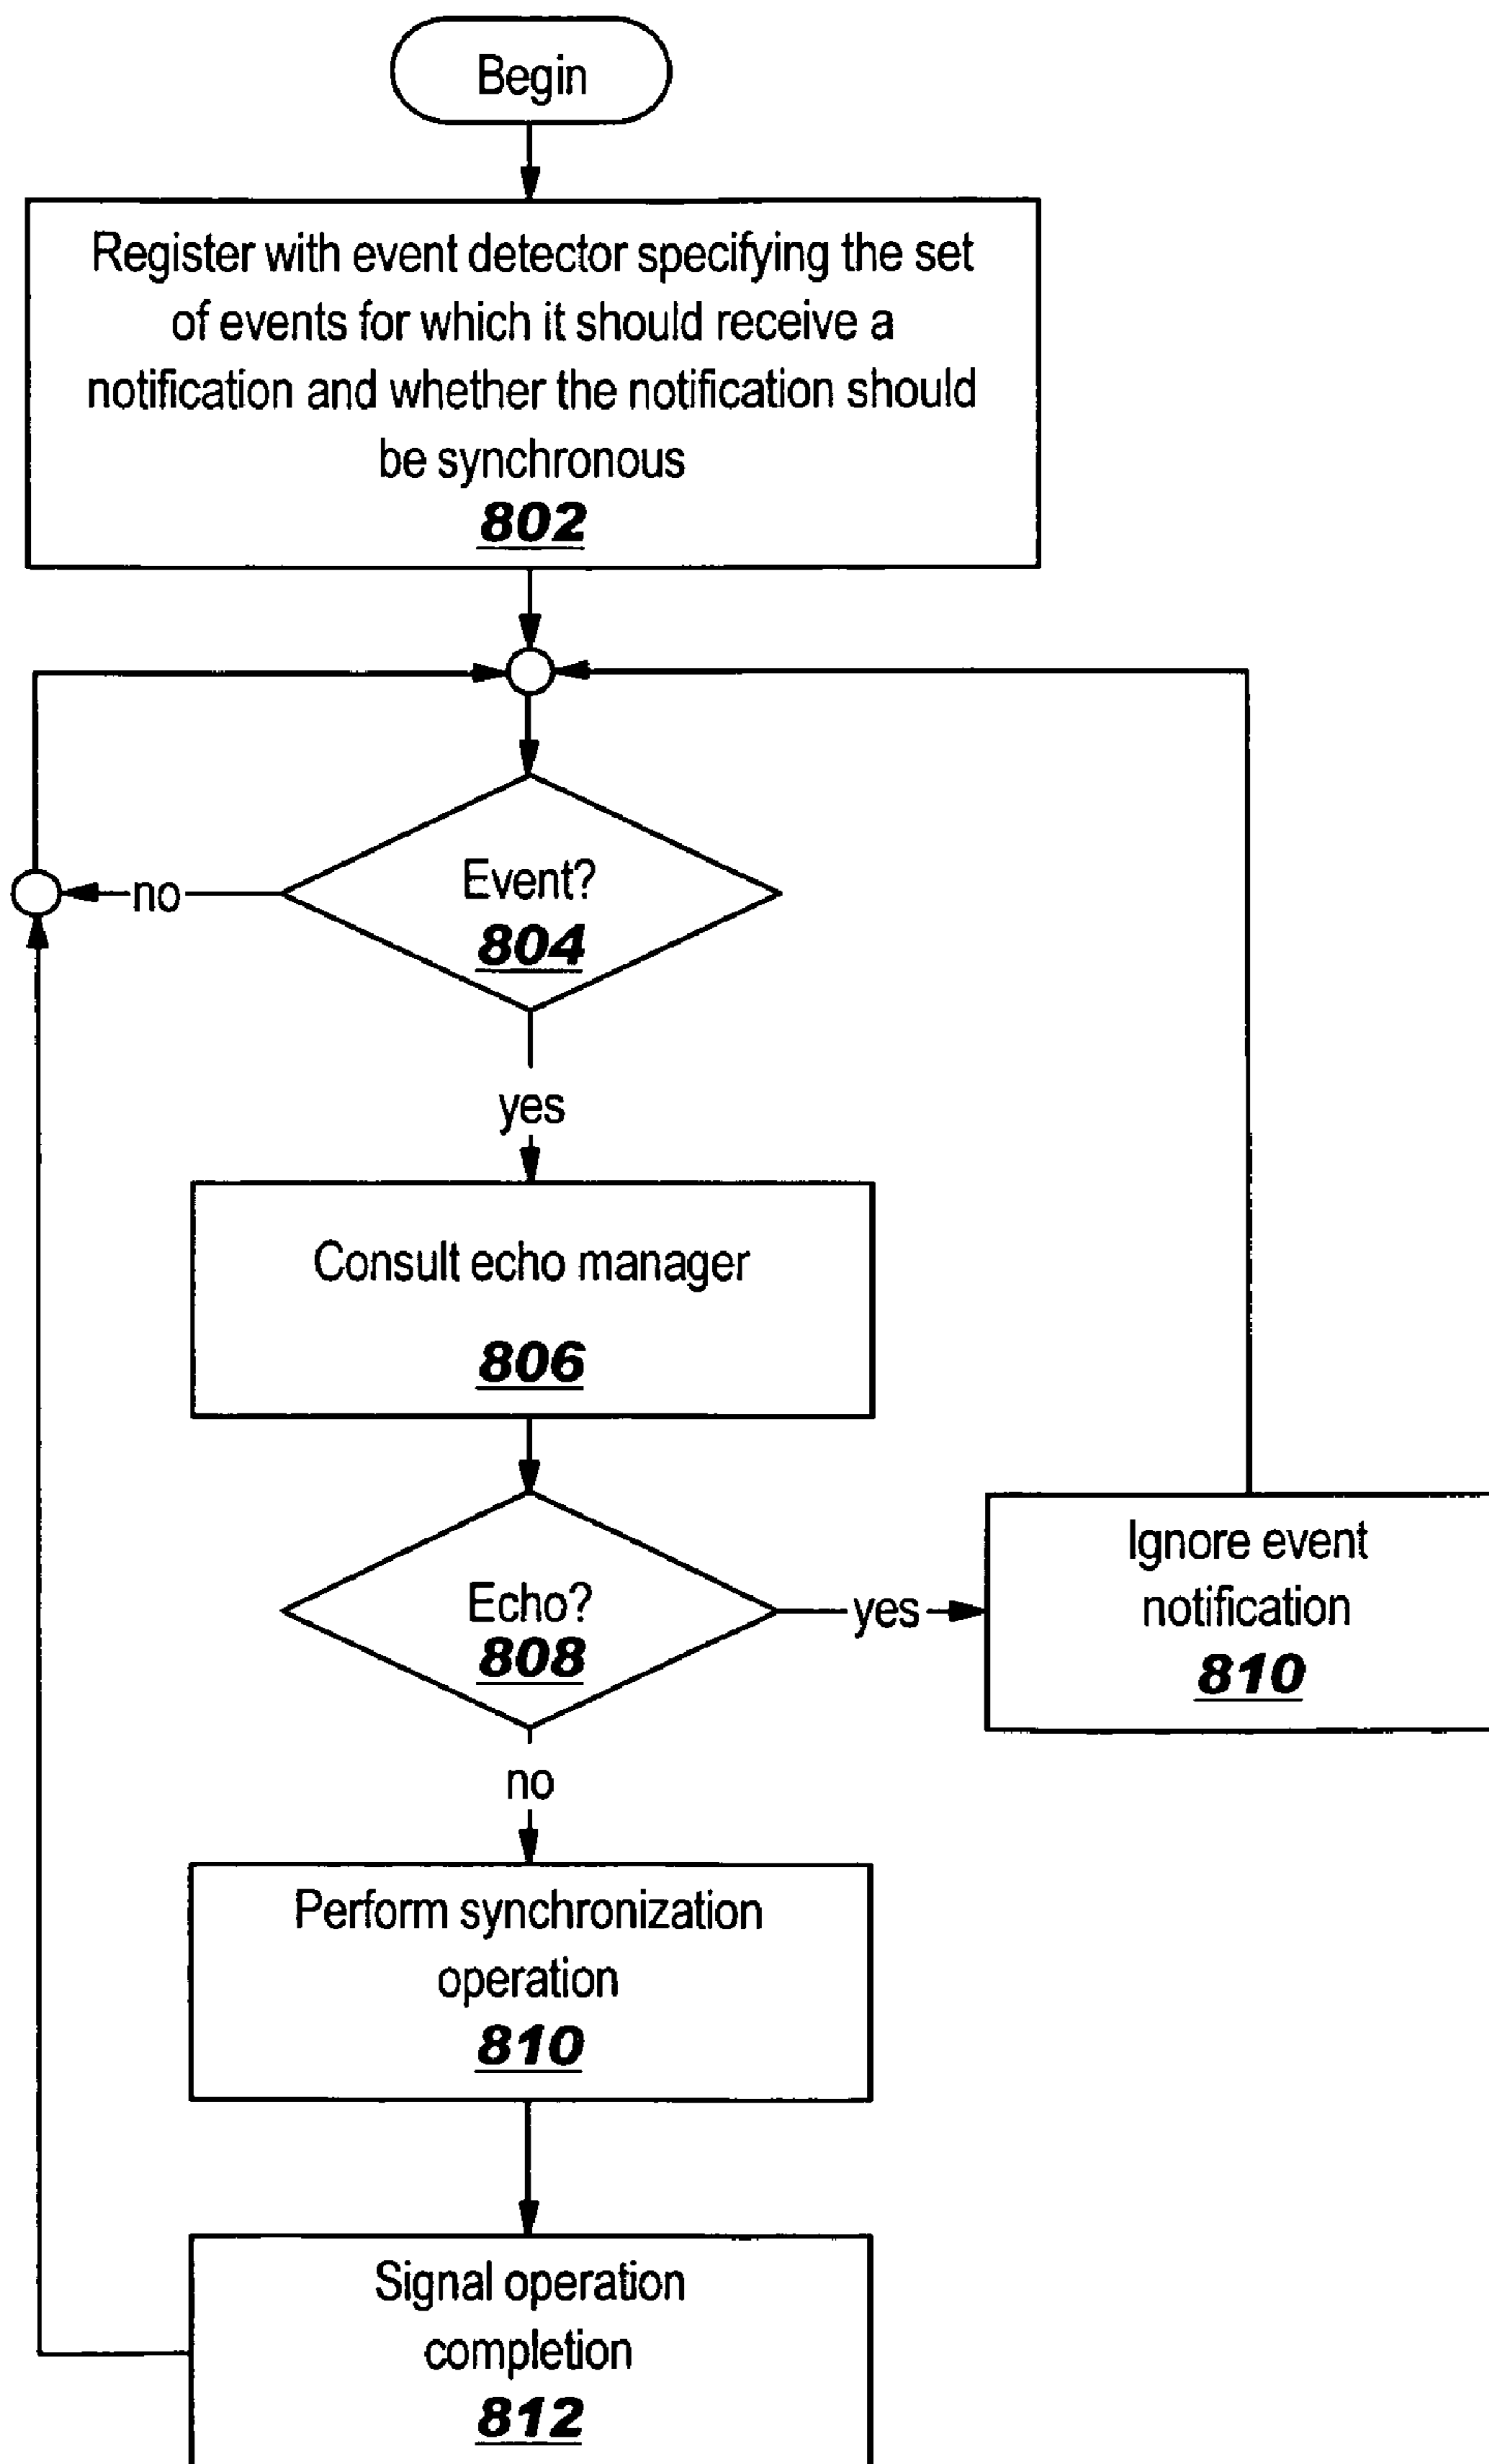 Begin
Register with event detector specifying the set
of events for which it should receive a
notification and whether the notification should
be synchronous
802
Event?
804
no
yes
Consult echo manager
806
Echo?
808
yes
Ignore event
notification
810
no
Perform synchronization
operation
810
Signal operation
completion
812